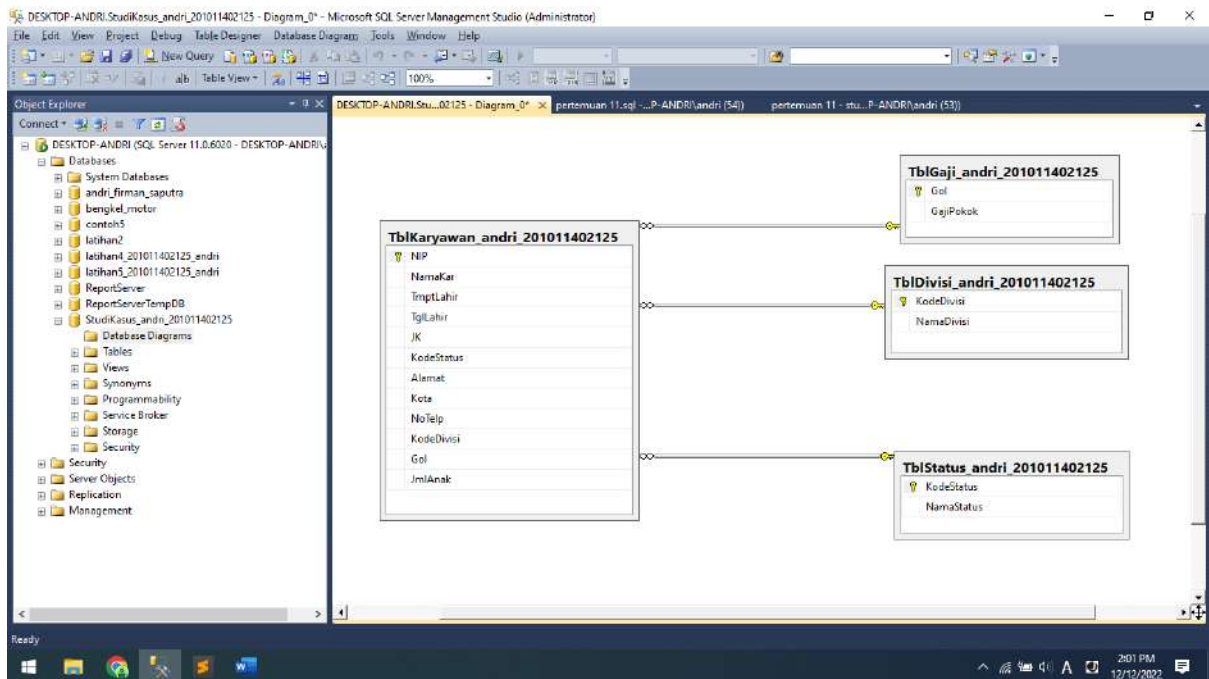 DESKTOP-ANDRI.StudiKasus_andri_201011402125 - Diagram_0* - Microsoft SQL Server Management Studio (Administrator)
File Edit View Project Debug Table Designer Database Diagram Tools Window Help
New Query
Table View 100%
Object Explorer
Connect
DESKTOP-ANDRI (SQL Server 11.0.6020 - DESKTOP-ANDRI\
Databases
System Databases
andri_firman_saputra
bengkel_motor
contoh5
latihan2
latihan4_201011402125_andri
latihan5_201011402125_andri
ReportServer
ReportServerTempDB
StudiKasus_andri_201011402125
Database Diagrams
Tables
Views
Synonyms
Programmability
Service Broker
Storage
Security
Security
Server Objects
Replication
Management
DESKTOP-ANDRI.Stu...02125 - Diagram_0* pertemuan 11.sql -...P-ANDRI\andri (54)) pertemuan 11 - stu...P-ANDRI\andri (53))
TblKaryawan_andri_201011402125
NIP
NamaKar
TmptLahir
TglLahir
JK
KodeStatus
Alamat
Kota
NoTelp
KodeDivisi
Gol
JmlAnak
TblGaji_andri_201011402125
Gol
GajiPokok
TblDivisi_andri_201011402125
KodeDivisi
NamaDivisi
TblStatus_andri_201011402125
KodeStatus
NamaStatus
Ready
2:01 PM
12/12/2022